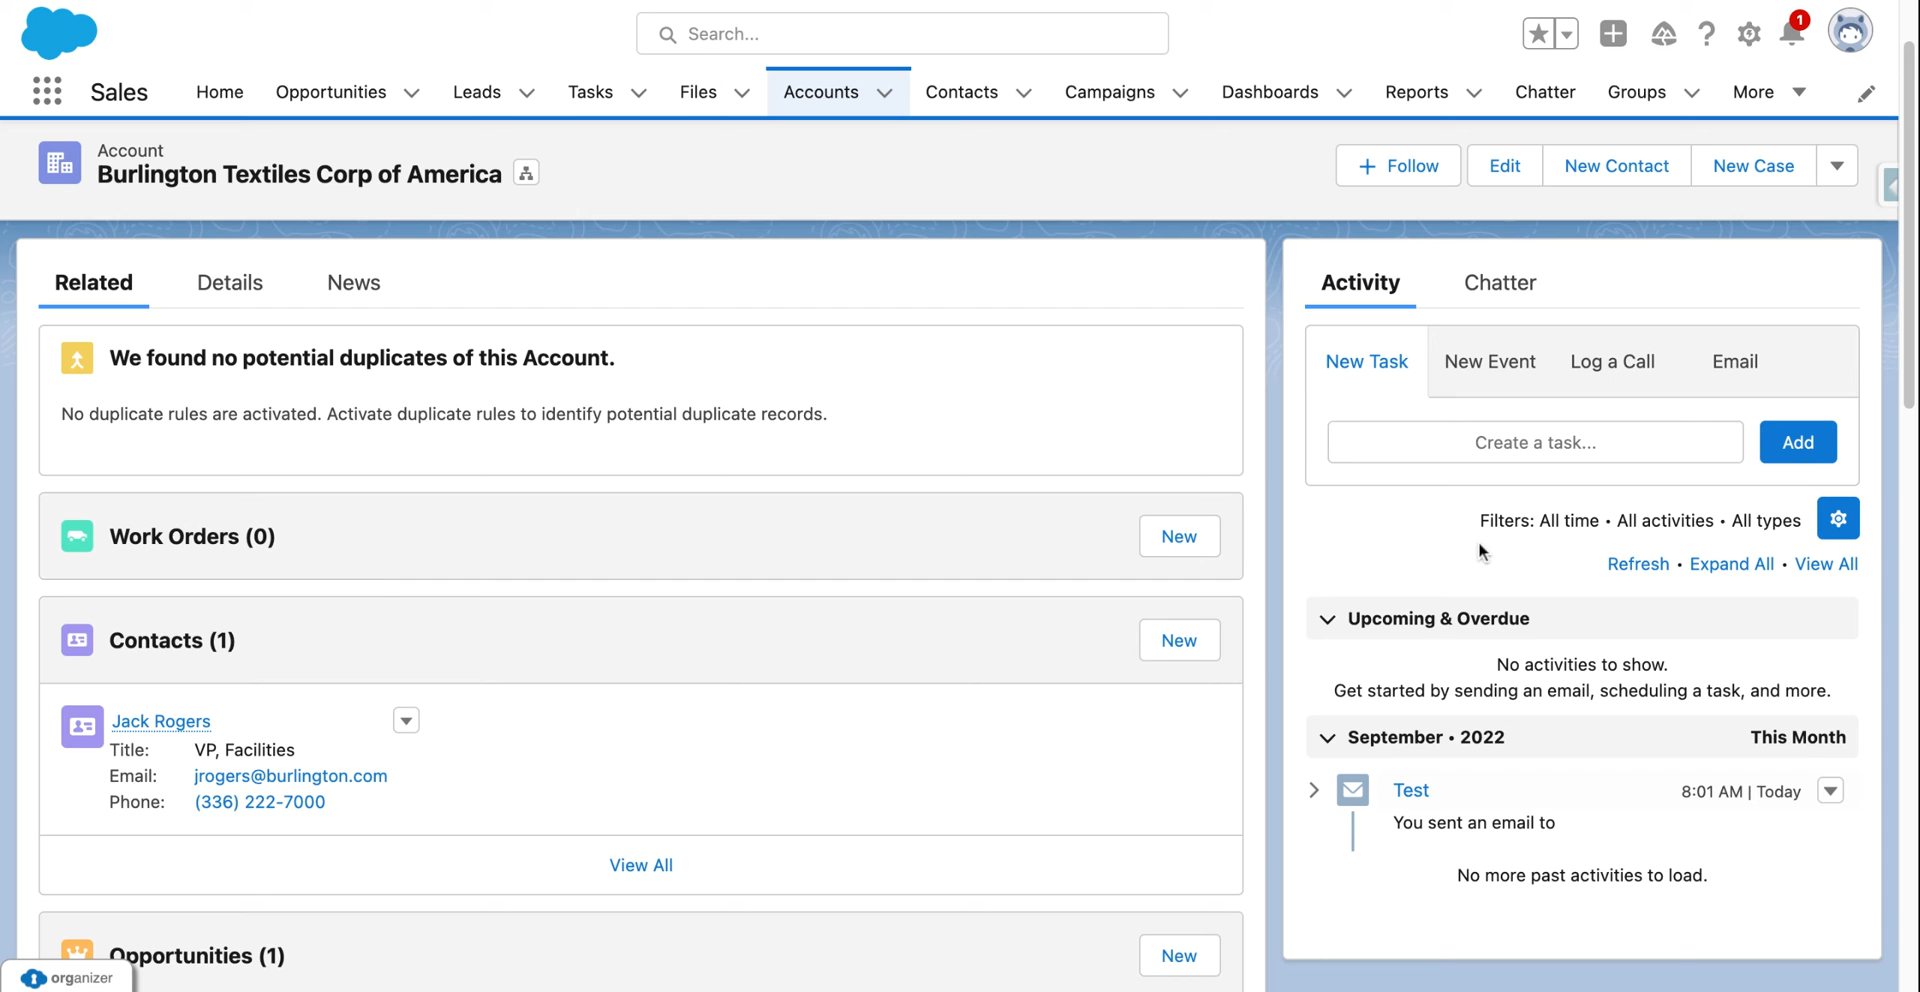 Search...
1
Sales
Home
Opportunities
Leads
Tasks
Files
Accounts
Contacts
Campaigns
Dashboards
Reports
Chatter
Groups
More
Account
Burlington Textiles Corp of America
+ Follow
Edit
New Contact
New Case
Related
Details
News
We found no potential duplicates of this Account.
No duplicate rules are activated. Activate duplicate rules to identify potential duplicate records.
Work Orders (0)
New
Contacts (1)
New
Jack Rogers
Title: VP, Facilities
Email: jrogers@burlington.com
Phone: (336) 222-7000
View All
Opportunities (1)
New
organizer
Activity
Chatter
New Task
New Event
Log a Call
Email
Create a task...
Add
Filters: All time • All activities • All types
Refresh • Expand All • View All
Upcoming & Overdue
No activities to show.
Get started by sending an email, scheduling a task, and more.
September • 2022
This Month
Test
8:01 AM | Today
You sent an email to
No more past activities to load.